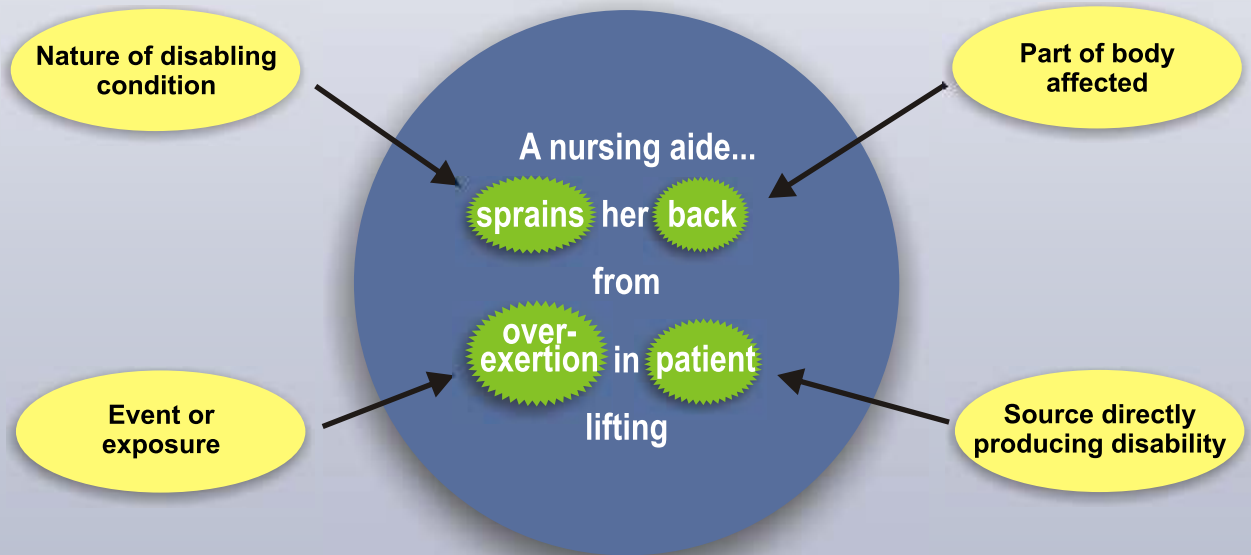 Nature of disabling
condition
Part of body
affected
A nursing aide...
sprains her back
from
over-
exertion in patient
lifting
Event or
exposure
Source directly
producing disability